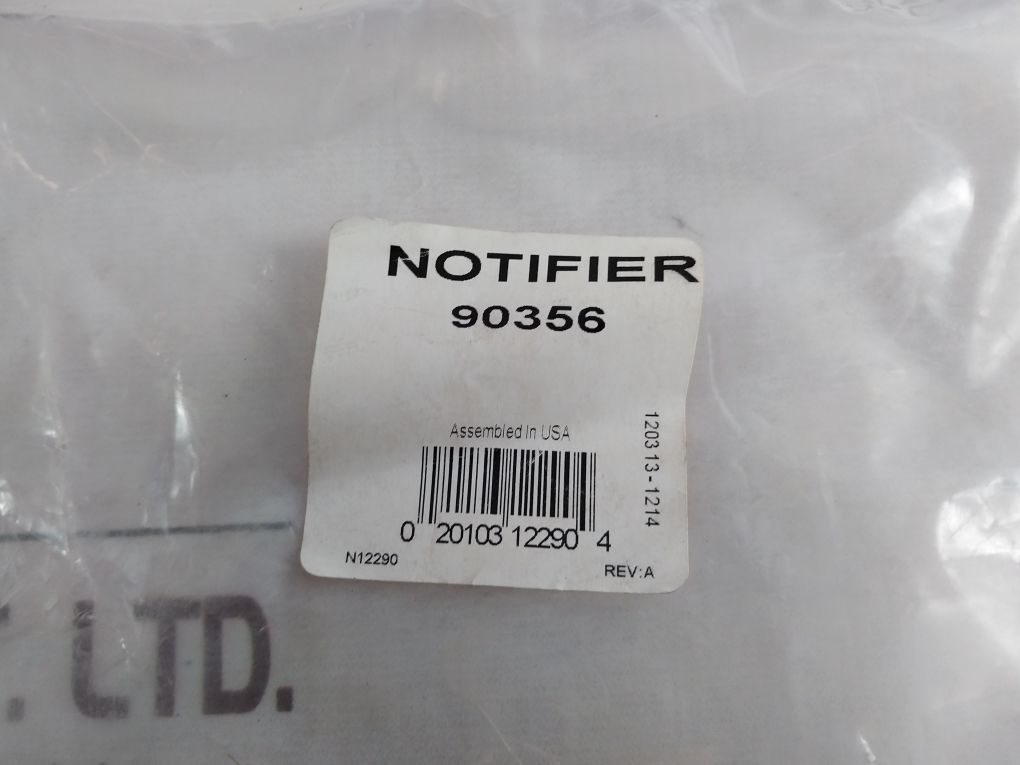 NOTIFIER
90356
Assembled In USA
120313-1214
0 20103 12290 4
N12290
REV:A
LTD.